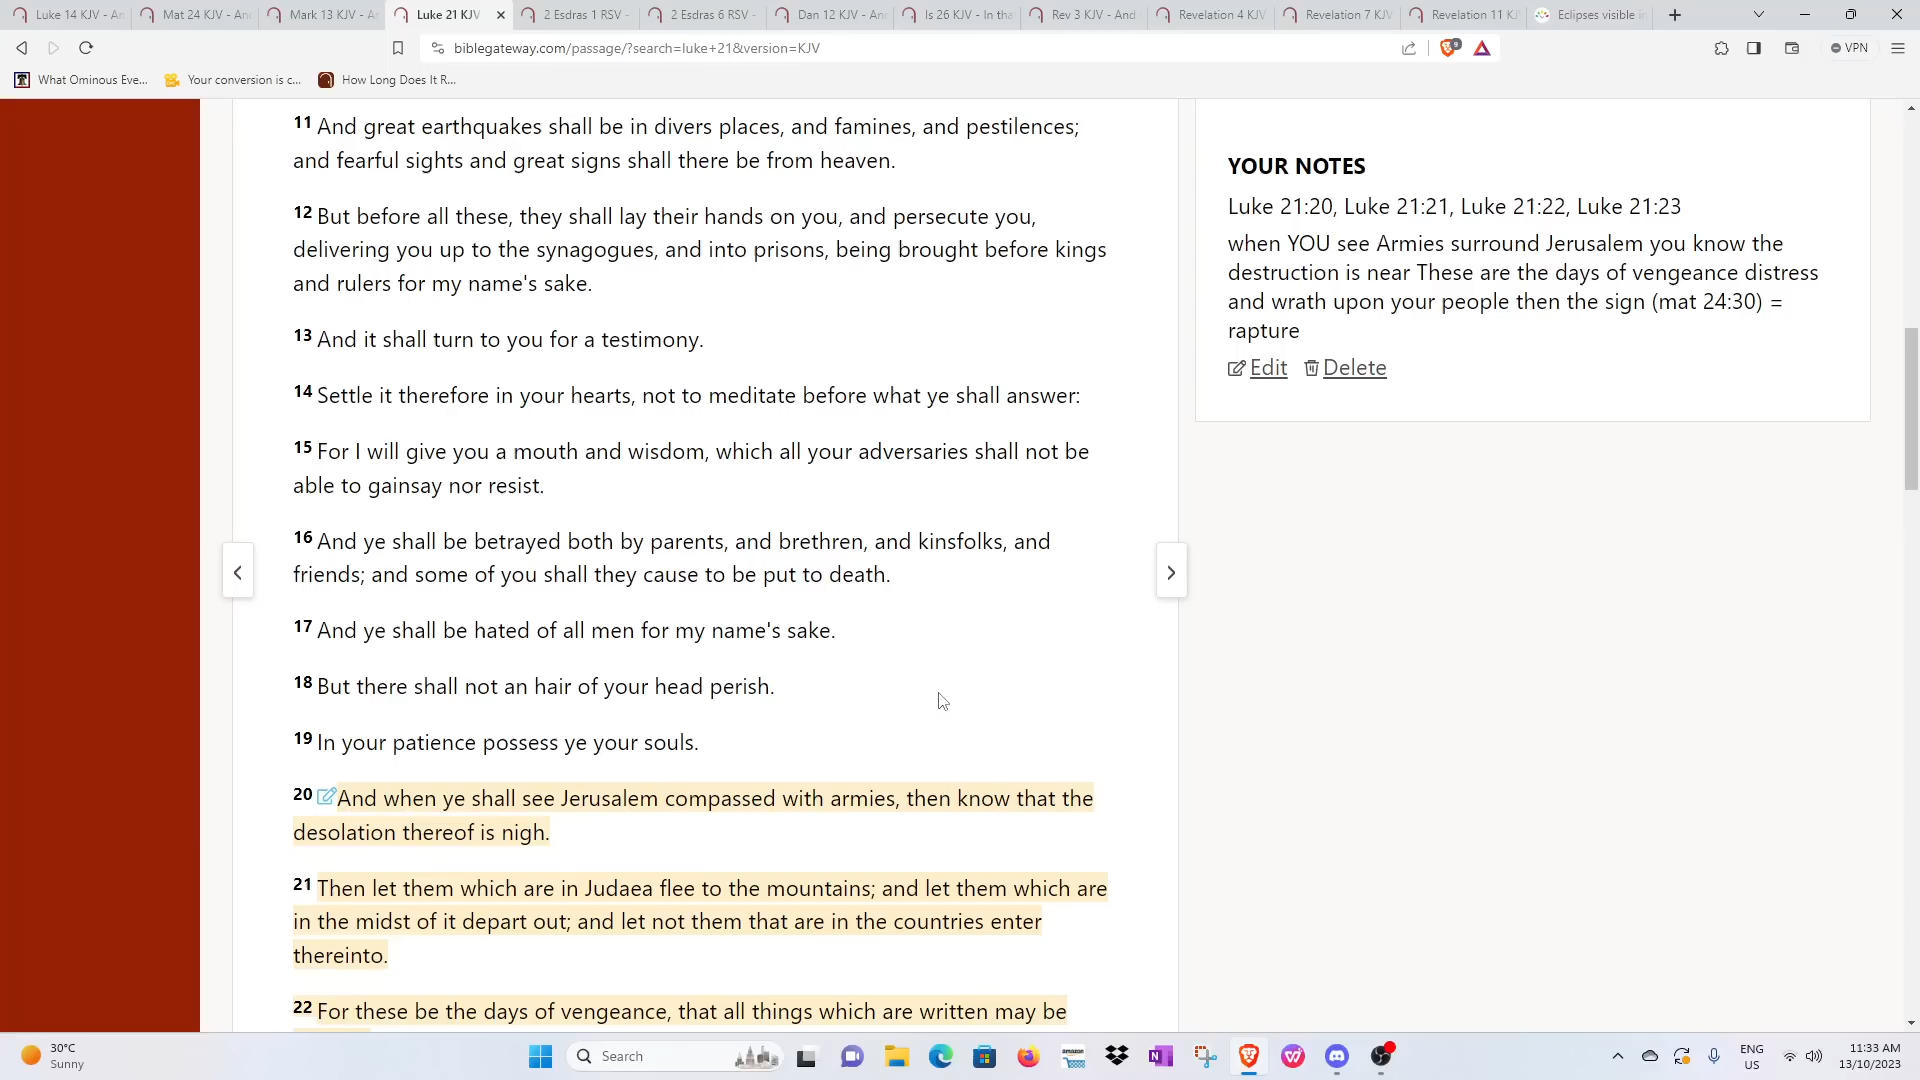 Luke 14 KJV - An
Mat 24 KJV - An
Mark 13 KJV - A
Luke 21 KJV
2 Esdras 1 RSV -
2 Esdras 6 RSV -
Dan 12 KJV - An
Is 26 KJV - In tha
Rev 3 KJV - And
Revelation 4 KJV
Revelation 7 KJV
Revelation 11 KJ
Eclipses visible in
biblegateway.com/passage/?search=luke+21&version=KJV
9
VPN
What Ominous Eve...
Your conversion is c...
How Long Does It R...
11 And great earthquakes shall be in divers places, and famines, and pestilences;
and fearful sights and great signs shall there be from heaven.
12 But before all these, they shall lay their hands on you, and persecute you,
delivering you up to the synagogues, and into prisons, being brought before kings
and rulers for my name's sake.
13 And it shall turn to you for a testimony.
14 Settle it therefore in your hearts, not to meditate before what ye shall answer:
15 For I will give you a mouth and wisdom, which all your adversaries shall not be
able to gainsay nor resist.
16 And ye shall be betrayed both by parents, and brethren, and kinsfolks, and
friends; and some of you shall they cause to be put to death.
17 And ye shall be hated of all men for my name's sake.
18 But there shall not an hair of your head perish.
19 In your patience possess ye your souls.
20 And when ye shall see Jerusalem compassed with armies, then know that the
desolation thereof is nigh.
21 Then let them which are in Judaea flee to the mountains; and let them which are
in the midst of it depart out; and let not them that are in the countries enter
thereinto.
22 For these be the days of vengeance, that all things which are written may be
YOUR NOTES
Luke 21:20, Luke 21:21, Luke 21:22, Luke 21:23
when YOU see Armies surround Jerusalem you know the
destruction is near These are the days of vengeance distress
and wrath upon your people then the sign (mat 24:30) =
rapture
Edit Delete
30°C
Sunny
Search
amazon
ENG
US
11:33 AM
13/10/2023